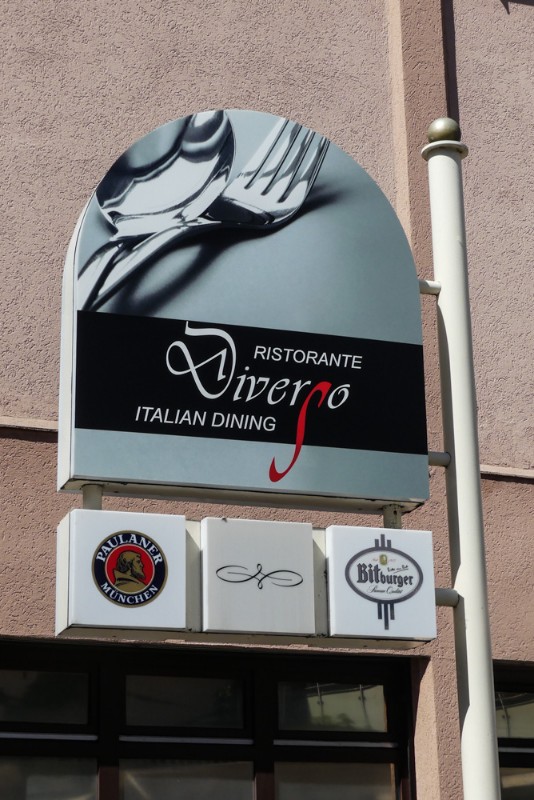 RISTORANTE
Diverso
ITALIAN DINING
PAULANER
MÜNCHEN
Bitburger